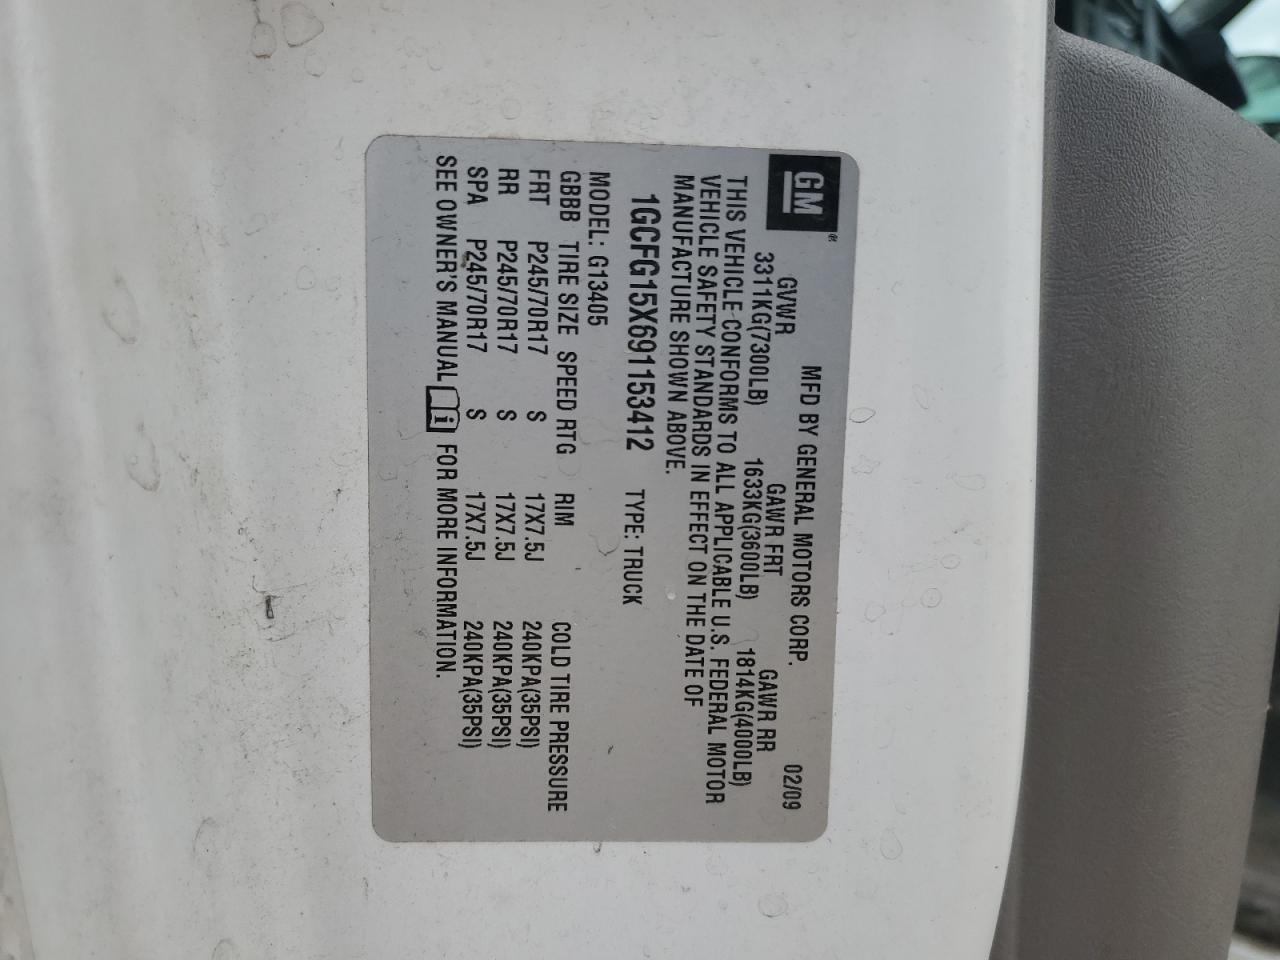 GM®
MFD BY GENERAL MOTORS CORP. 02/09
GVWR GAWR FRT GAWR RR
3311KG(7300LB) 1633KG(3600LB) 1814KG(4000LB)
THIS VEHICLE CONFORMS TO ALL APPLICABLE U.S. FEDERAL MOTOR
VEHICLE SAFETY STANDARDS IN EFFECT ON THE DATE OF
MANUFACTURE SHOWN ABOVE.
1GCFG15X691153412 TYPE: TRUCK
MODEL: G13405
GBBB TIRE SIZE SPEED RTG RIM COLD TIRE PRESSURE
FRT P245/70R17 S 17X7.5J 240KPA(35PSI)
RR P245/70R17 S 17X7.5J 240KPA(35PSI)
SPA P245/70R17 S 17X7.5J 240KPA(35PSI)
SEE OWNER'S MANUAL i FOR MORE INFORMATION.